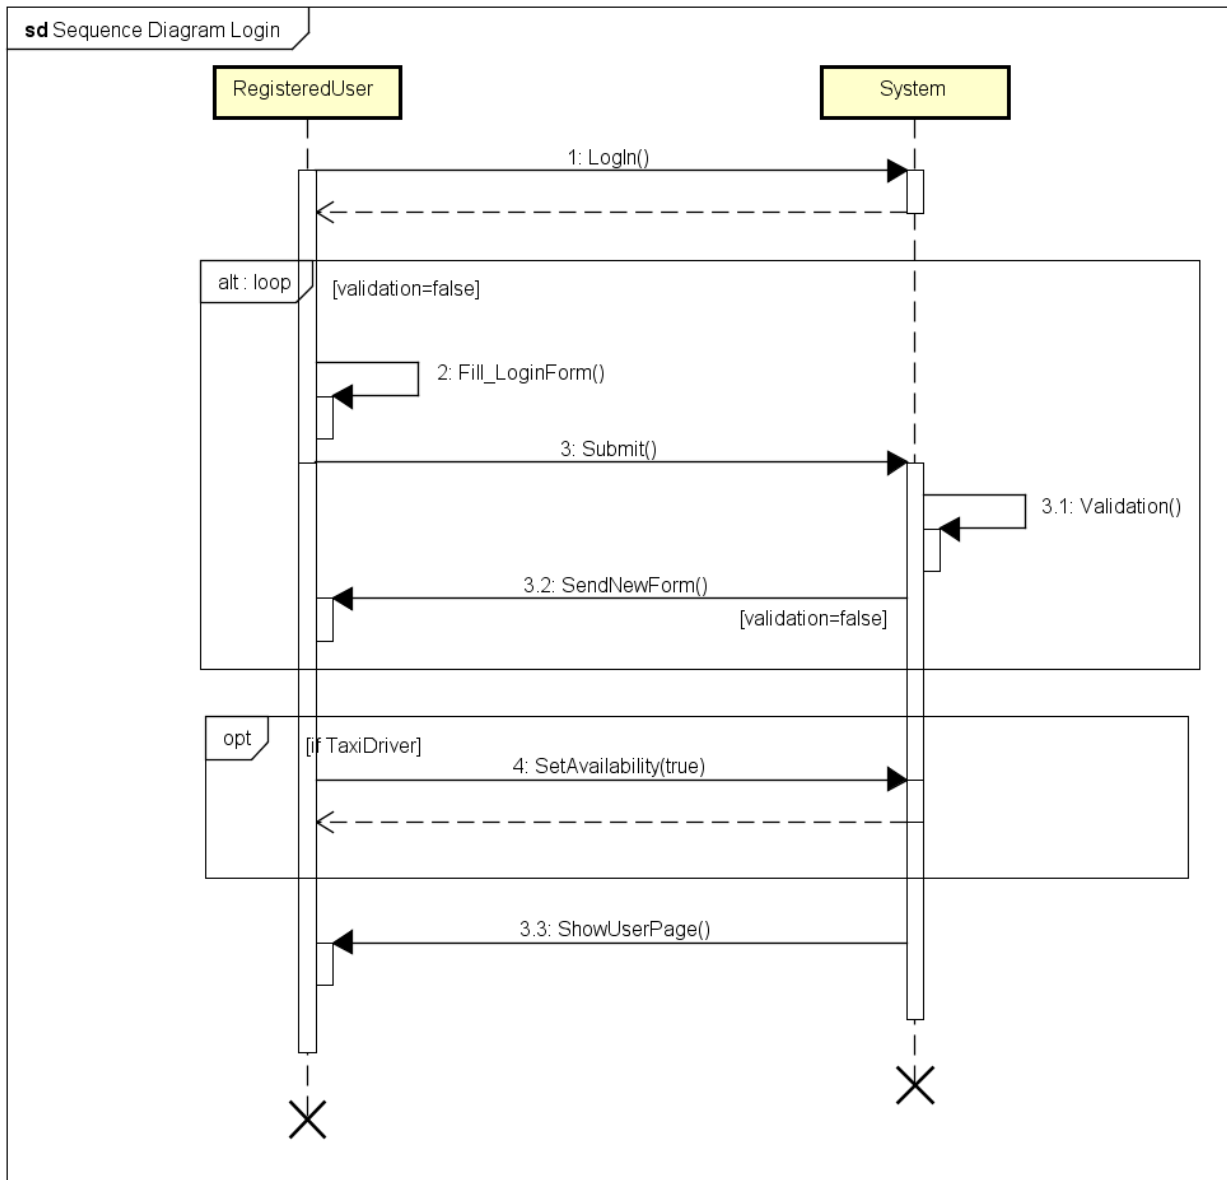 sd Sequence Diagram Login
RegisteredUser
System
1: LogIn()
alt : loop
[validation=false]
2: Fill_LoginForm()
3: Submit()
3.1: Validation()
3.2: SendNewForm()
[validation=false]
opt
[if TaxiDriver]
4: SetAvailability(true)
3.3: ShowUserPage()